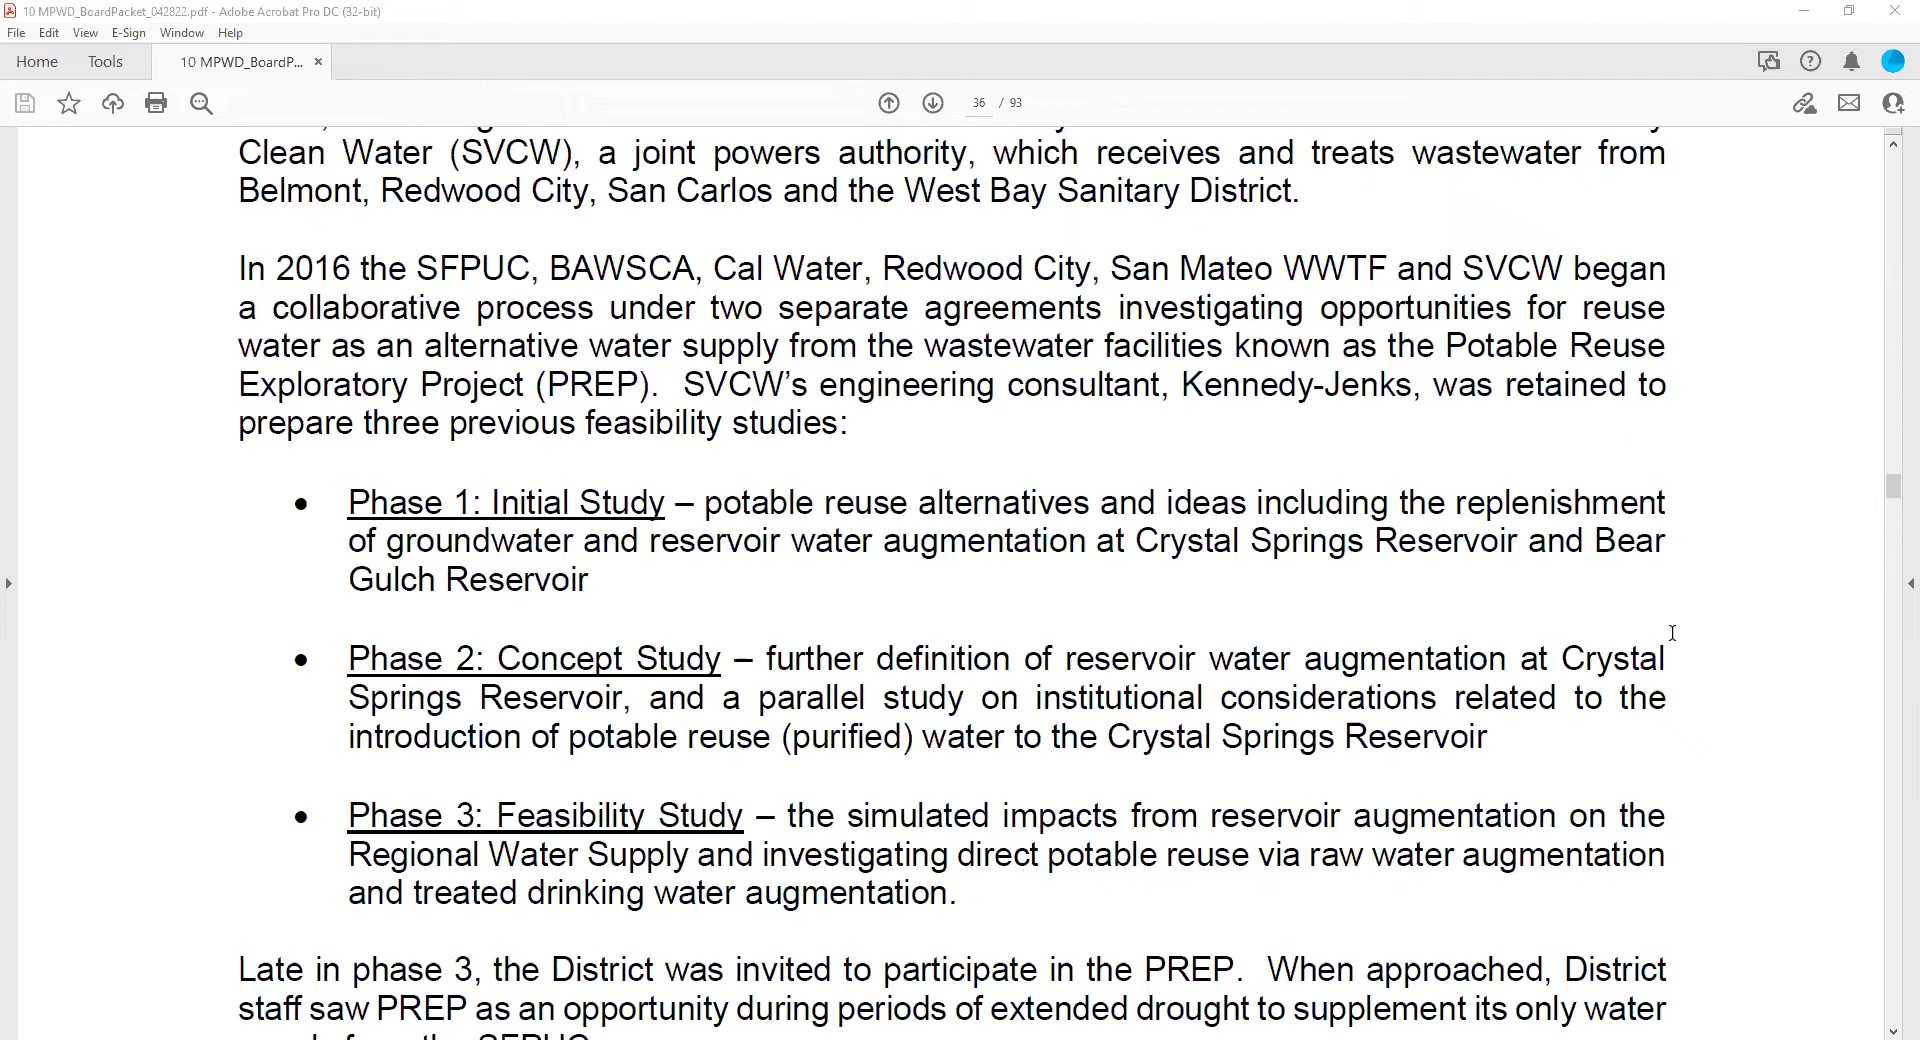 10 MPWD_BoardPacket_042822.pdf - Adobe Acrobat Pro DC (32-bit)
File Edit View E-Sign Window Help
Home Tools 10 MPWD_BoardP... ×
36 / 93
Clean Water (SVCW), a joint powers authority, which receives and treats wastewater from
Belmont, Redwood City, San Carlos and the West Bay Sanitary District.
In 2016 the SFPUC, BAWSCA, Cal Water, Redwood City, San Mateo WWTF and SVCW began
a collaborative process under two separate agreements investigating opportunities for reuse
water as an alternative water supply from the wastewater facilities known as the Potable Reuse
Exploratory Project (PREP). SVCW’s engineering consultant, Kennedy-Jenks, was retained to
prepare three previous feasibility studies:
• Phase 1: Initial Study – potable reuse alternatives and ideas including the replenishment
of groundwater and reservoir water augmentation at Crystal Springs Reservoir and Bear
Gulch Reservoir
• Phase 2: Concept Study – further definition of reservoir water augmentation at Crystal
Springs Reservoir, and a parallel study on institutional considerations related to the
introduction of potable reuse (purified) water to the Crystal Springs Reservoir
• Phase 3: Feasibility Study – the simulated impacts from reservoir augmentation on the
Regional Water Supply and investigating direct potable reuse via raw water augmentation
and treated drinking water augmentation.
Late in phase 3, the District was invited to participate in the PREP. When approached, District
staff saw PREP as an opportunity during periods of extended drought to supplement its only water